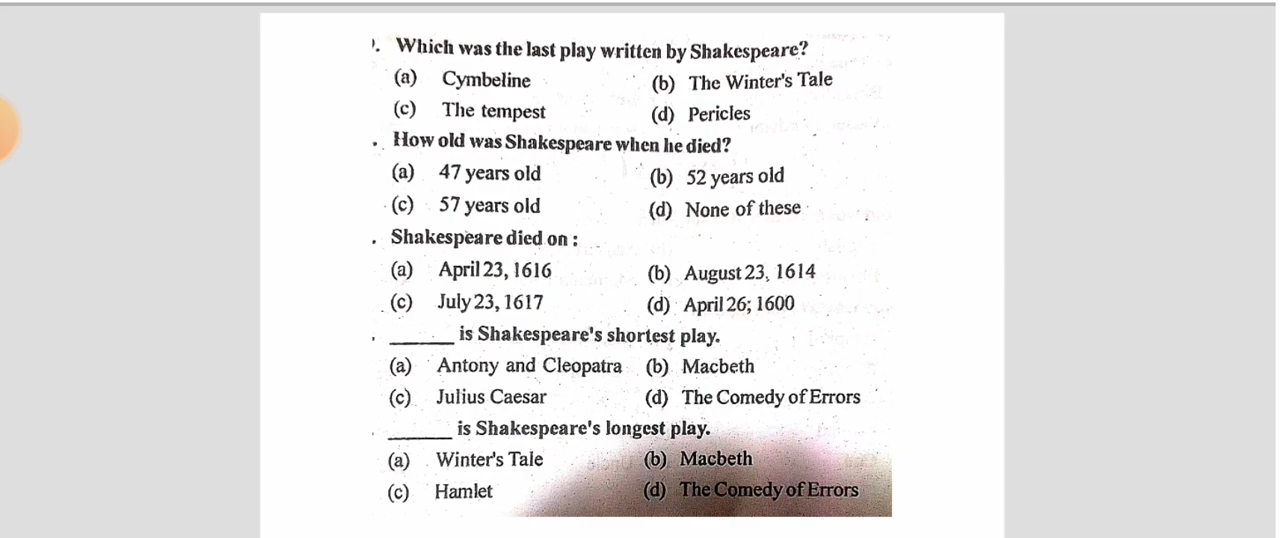 . Which was the last play written by Shakespeare?
(a) Cymbeline (b) The Winter's Tale
(c) The tempest (d) Pericles
. How old was Shakespeare when he died?
(a) 47 years old (b) 52 years old
(c) 57 years old (d) None of these
. Shakespeare died on :
(a) April 23, 1616 (b) August 23, 1614
(c) July 23, 1617 (d) April 26; 1600
. ______ is Shakespeare's shortest play.
(a) Antony and Cleopatra (b) Macbeth
(c) Julius Caesar (d) The Comedy of Errors
. ______ is Shakespeare's longest play.
(a) Winter's Tale (b) Macbeth
(c) Hamlet (d) The Comedy of Errors